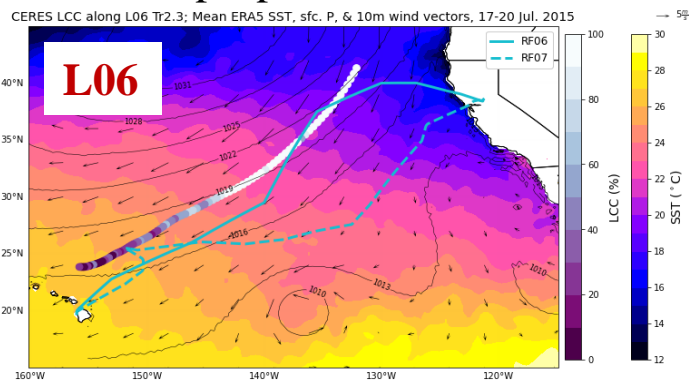 CERES LCC along L06 Tr2.3; Mean ERA5 SST, sfc. P, & 10m wind vectors, 17-20 Jul. 2015
5 m/s
L06
RF06
RF07
1031
1028
1025
1022
1019
1016
1013
1010
1010
40°N
35°N
30°N
25°N
20°N
160°W 150°W 140°W 130°W 120°W
100
80
60
40
20
0
LCC (%)
30
28
26
24
22
20
18
16
14
12
SST (°C)